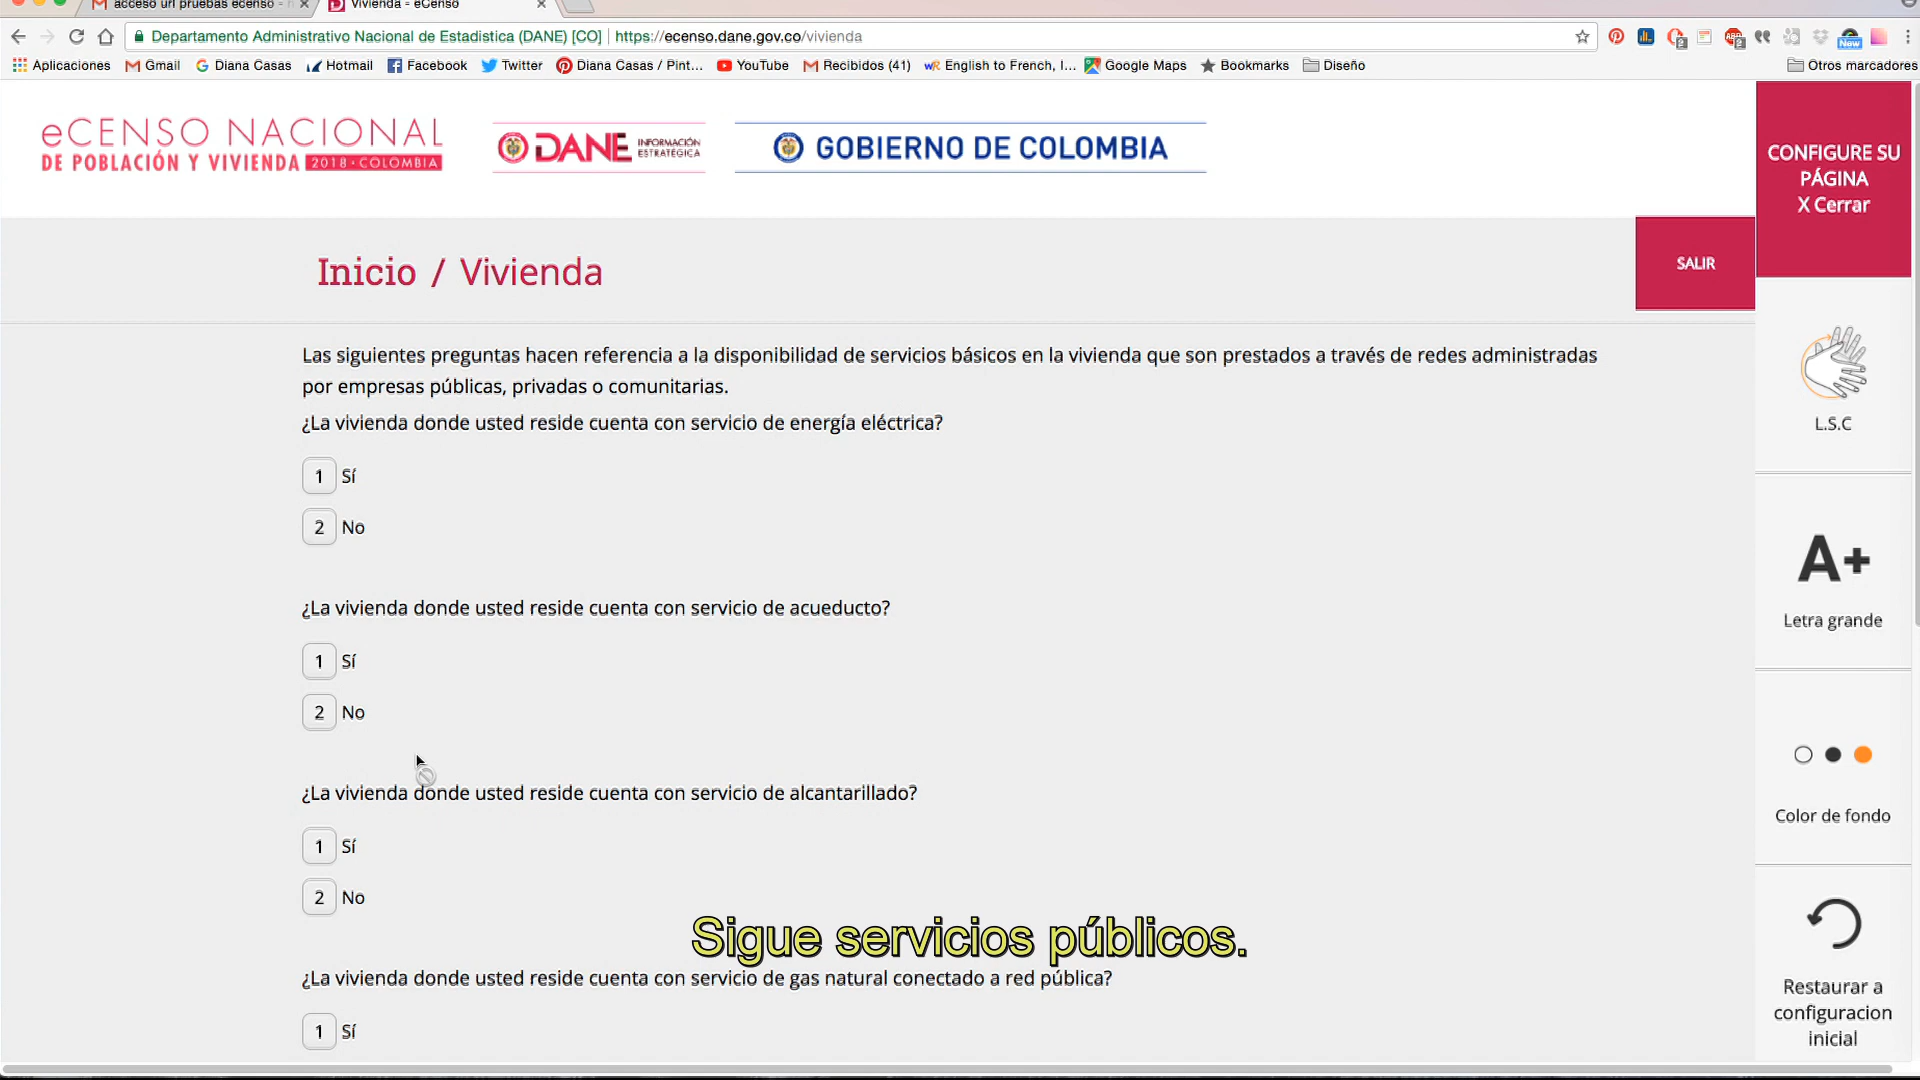 acceso url pruebas ecenso -
Vivienda – eCenso
Departamento Administrativo Nacional de Estadistica (DANE) [CO] | https://ecenso.dane.gov.co/vivienda
2
2
New
Aplicaciones Gmail Diana Casas Hotmail Facebook Twitter Diana Casas / Pint... YouTube Recibidos (41) English to French, I... Google Maps Bookmarks Diseño Otros marcadores
eCENSO NACIONAL
DE POBLACIÓN Y VIVIENDA 2018 · COLOMBIA
DANE INFORMACIÓN ESTRATÉGICA
GOBIERNO DE COLOMBIA
CONFIGURE SU
PÁGINA
X Cerrar
Inicio / Vivienda
SALIR
Las siguientes preguntas hacen referencia a la disponibilidad de servicios básicos en la vivienda que son prestados a través de redes administradas
por empresas públicas, privadas o comunitarias.
¿La vivienda donde usted reside cuenta con servicio de energía eléctrica?
1 Sí
2 No
¿La vivienda donde usted reside cuenta con servicio de acueducto?
1 Sí
2 No
¿La vivienda donde usted reside cuenta con servicio de alcantarillado?
1 Sí
2 No
Sigue servicios públicos.
¿La vivienda donde usted reside cuenta con servicio de gas natural conectado a red pública?
1 Sí
L.S.C
A+
Letra grande
Color de fondo
Restaurar a
configuracion
inicial